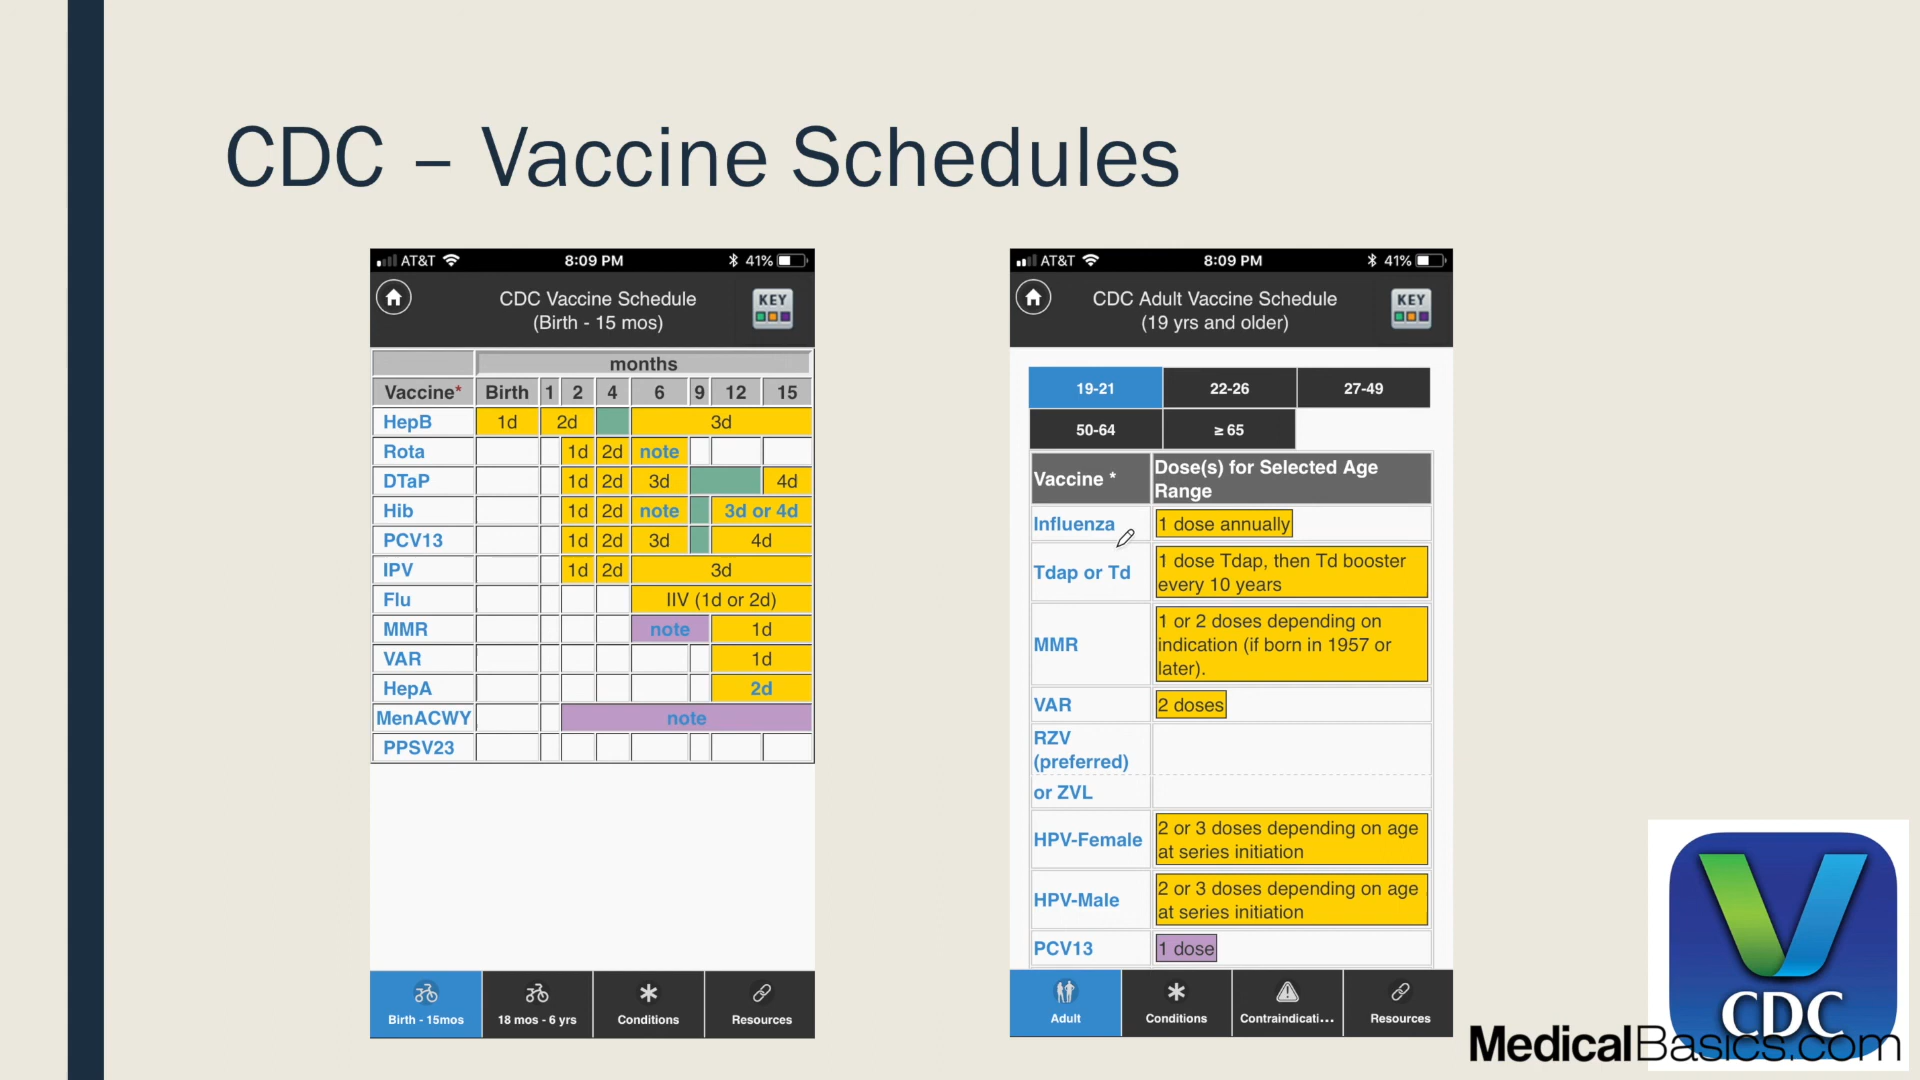 CDC – Vaccine Schedules
AT&T 8:09 PM 41%
CDC Vaccine Schedule
(Birth - 15 mos)
KEY
months
Vaccine* Birth 1 2 4 6 9 12 15
HepB 1d 2d 3d
Rota 1d 2d note
DTaP 1d 2d 3d 4d
Hib 1d 2d note 3d or 4d
PCV13 1d 2d 3d 4d
IPV 1d 2d 3d
Flu IIV (1d or 2d)
MMR note 1d
VAR 1d
HepA 2d
MenACWY note
PPSV23
Birth - 15mos 18 mos - 6 yrs Conditions Resources
AT&T 8:09 PM 41%
CDC Adult Vaccine Schedule
(19 yrs and older)
KEY
19-21 22-26 27-49
50-64 ≥ 65
Vaccine * Dose(s) for Selected Age
Range
Influenza 1 dose annually
Tdap or Td 1 dose Tdap, then Td booster
every 10 years
MMR 1 or 2 doses depending on
indication (if born in 1957 or
later).
VAR 2 doses
RZV
(preferred)
or ZVL
HPV-Female 2 or 3 doses depending on age
at series initiation
HPV-Male 2 or 3 doses depending on age
at series initiation
PCV13 1 dose
Adult Conditions Contraindicati... Resources
CDC
MedicalBasics.com